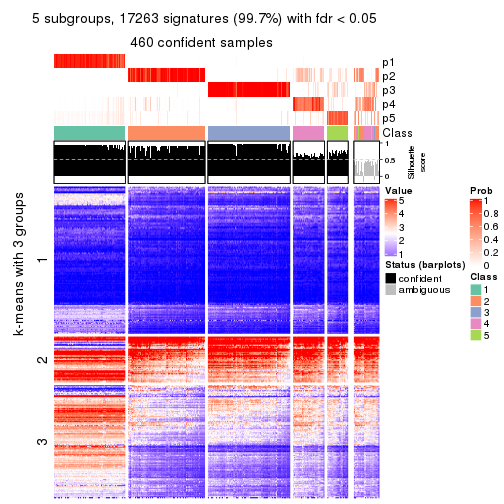 5 subgroups, 17263 signatures (99.7%) with fdr < 0.05
460 confident samples
p1
p2
p3
p4
p5
Class
1
0.5
0
Silhouette
score
k-means with 3 groups
1
2
3
Value
5
4
3
2
1
Status (barplots)
confident
ambiguous
Prob
1
0.8
0.6
0.4
0.2
0
Class
1
2
3
4
5